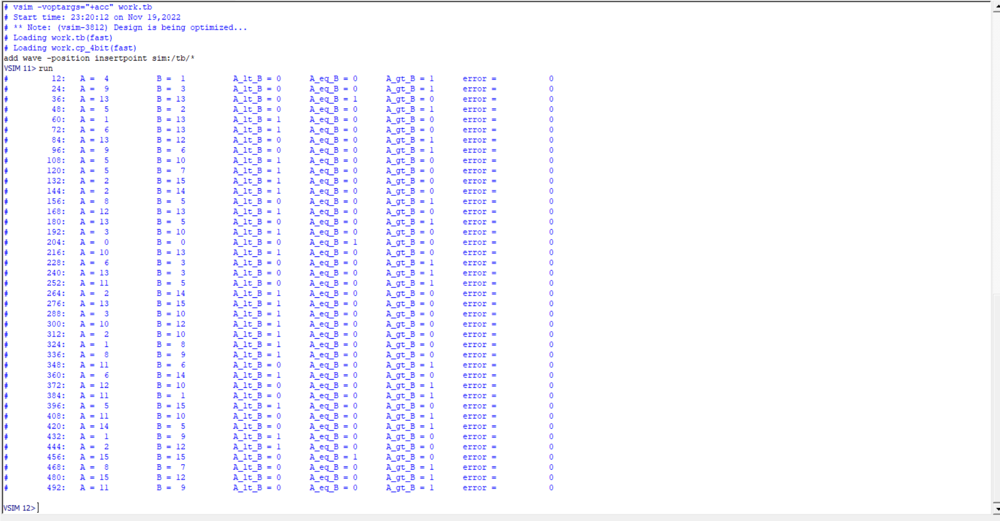 # vsim -voptargs="+acc" work.tb
# Start time: 23:20:12 on Nov 19,2022
# ** Note: (vsim-3812) Design is being optimized...
# Loading work.tb(fast)
# Loading work.cp_4bit(fast)
add wave -position insertpoint sim:/tb/*
VSIM 11> run
# 12: A = 4 B = 1 A_lt_B = 0 A_eq_B = 0 A_gt_B = 1 error = 0
# 24: A = 9 B = 3 A_lt_B = 0 A_eq_B = 0 A_gt_B = 1 error = 0
# 36: A = 13 B = 13 A_lt_B = 0 A_eq_B = 1 A_gt_B = 0 error = 0
# 48: A = 5 B = 2 A_lt_B = 0 A_eq_B = 0 A_gt_B = 1 error = 0
# 60: A = 1 B = 13 A_lt_B = 1 A_eq_B = 0 A_gt_B = 0 error = 0
# 72: A = 6 B = 13 A_lt_B = 1 A_eq_B = 0 A_gt_B = 0 error = 0
# 84: A = 13 B = 12 A_lt_B = 0 A_eq_B = 0 A_gt_B = 1 error = 0
# 96: A = 9 B = 6 A_lt_B = 0 A_eq_B = 0 A_gt_B = 1 error = 0
# 108: A = 5 B = 10 A_lt_B = 1 A_eq_B = 0 A_gt_B = 0 error = 0
# 120: A = 5 B = 7 A_lt_B = 1 A_eq_B = 0 A_gt_B = 0 error = 0
# 132: A = 2 B = 15 A_lt_B = 1 A_eq_B = 0 A_gt_B = 0 error = 0
# 144: A = 2 B = 14 A_lt_B = 1 A_eq_B = 0 A_gt_B = 0 error = 0
# 156: A = 8 B = 5 A_lt_B = 0 A_eq_B = 0 A_gt_B = 1 error = 0
# 168: A = 12 B = 13 A_lt_B = 1 A_eq_B = 0 A_gt_B = 0 error = 0
# 180: A = 13 B = 5 A_lt_B = 0 A_eq_B = 0 A_gt_B = 1 error = 0
# 192: A = 3 B = 10 A_lt_B = 1 A_eq_B = 0 A_gt_B = 0 error = 0
# 204: A = 0 B = 0 A_lt_B = 0 A_eq_B = 1 A_gt_B = 0 error = 0
# 216: A = 10 B = 13 A_lt_B = 1 A_eq_B = 0 A_gt_B = 0 error = 0
# 228: A = 6 B = 3 A_lt_B = 0 A_eq_B = 0 A_gt_B = 1 error = 0
# 240: A = 13 B = 3 A_lt_B = 0 A_eq_B = 0 A_gt_B = 1 error = 0
# 252: A = 11 B = 5 A_lt_B = 0 A_eq_B = 0 A_gt_B = 1 error = 0
# 264: A = 2 B = 14 A_lt_B = 1 A_eq_B = 0 A_gt_B = 0 error = 0
# 276: A = 13 B = 15 A_lt_B = 1 A_eq_B = 0 A_gt_B = 0 error = 0
# 288: A = 3 B = 10 A_lt_B = 1 A_eq_B = 0 A_gt_B = 0 error = 0
# 300: A = 10 B = 12 A_lt_B = 1 A_eq_B = 0 A_gt_B = 0 error = 0
# 312: A = 2 B = 10 A_lt_B = 1 A_eq_B = 0 A_gt_B = 0 error = 0
# 324: A = 1 B = 8 A_lt_B = 1 A_eq_B = 0 A_gt_B = 0 error = 0
# 336: A = 8 B = 9 A_lt_B = 1 A_eq_B = 0 A_gt_B = 0 error = 0
# 348: A = 11 B = 6 A_lt_B = 0 A_eq_B = 0 A_gt_B = 1 error = 0
# 360: A = 6 B = 14 A_lt_B = 1 A_eq_B = 0 A_gt_B = 0 error = 0
# 372: A = 12 B = 10 A_lt_B = 0 A_eq_B = 0 A_gt_B = 1 error = 0
# 384: A = 11 B = 1 A_lt_B = 0 A_eq_B = 0 A_gt_B = 1 error = 0
# 396: A = 5 B = 15 A_lt_B = 1 A_eq_B = 0 A_gt_B = 0 error = 0
# 408: A = 11 B = 10 A_lt_B = 0 A_eq_B = 0 A_gt_B = 1 error = 0
# 420: A = 14 B = 5 A_lt_B = 0 A_eq_B = 0 A_gt_B = 1 error = 0
# 432: A = 1 B = 9 A_lt_B = 1 A_eq_B = 0 A_gt_B = 0 error = 0
# 444: A = 2 B = 12 A_lt_B = 1 A_eq_B = 0 A_gt_B = 0 error = 0
# 456: A = 15 B = 15 A_lt_B = 0 A_eq_B = 1 A_gt_B = 0 error = 0
# 468: A = 8 B = 7 A_lt_B = 0 A_eq_B = 0 A_gt_B = 1 error = 0
# 480: A = 15 B = 12 A_lt_B = 0 A_eq_B = 0 A_gt_B = 1 error = 0
# 492: A = 11 B = 9 A_lt_B = 0 A_eq_B = 0 A_gt_B = 1 error = 0
VSIM 12>